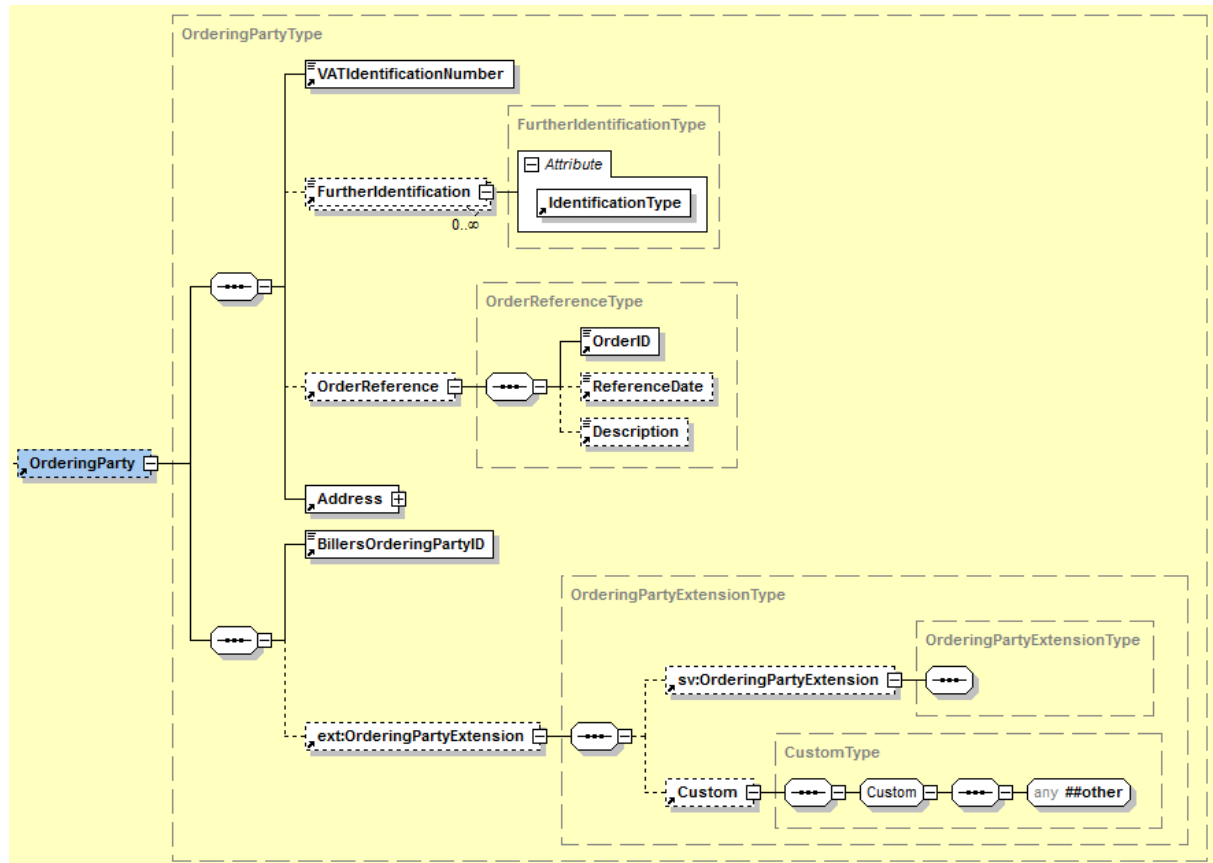 OrderingPartyType
VATIdentificationNumber
FurtherIdentificationType
Attribute
FurtherIdentification
IdentificationType
0..∞
OrderReferenceType
OrderID
OrderReference
ReferenceDate
Description
OrderingParty
Address
BillersOrderingPartyID
OrderingPartyExtensionType
OrderingPartyExtensionType
sv:OrderingPartyExtension
ext:OrderingPartyExtension
CustomType
Custom
Custom
any ##other